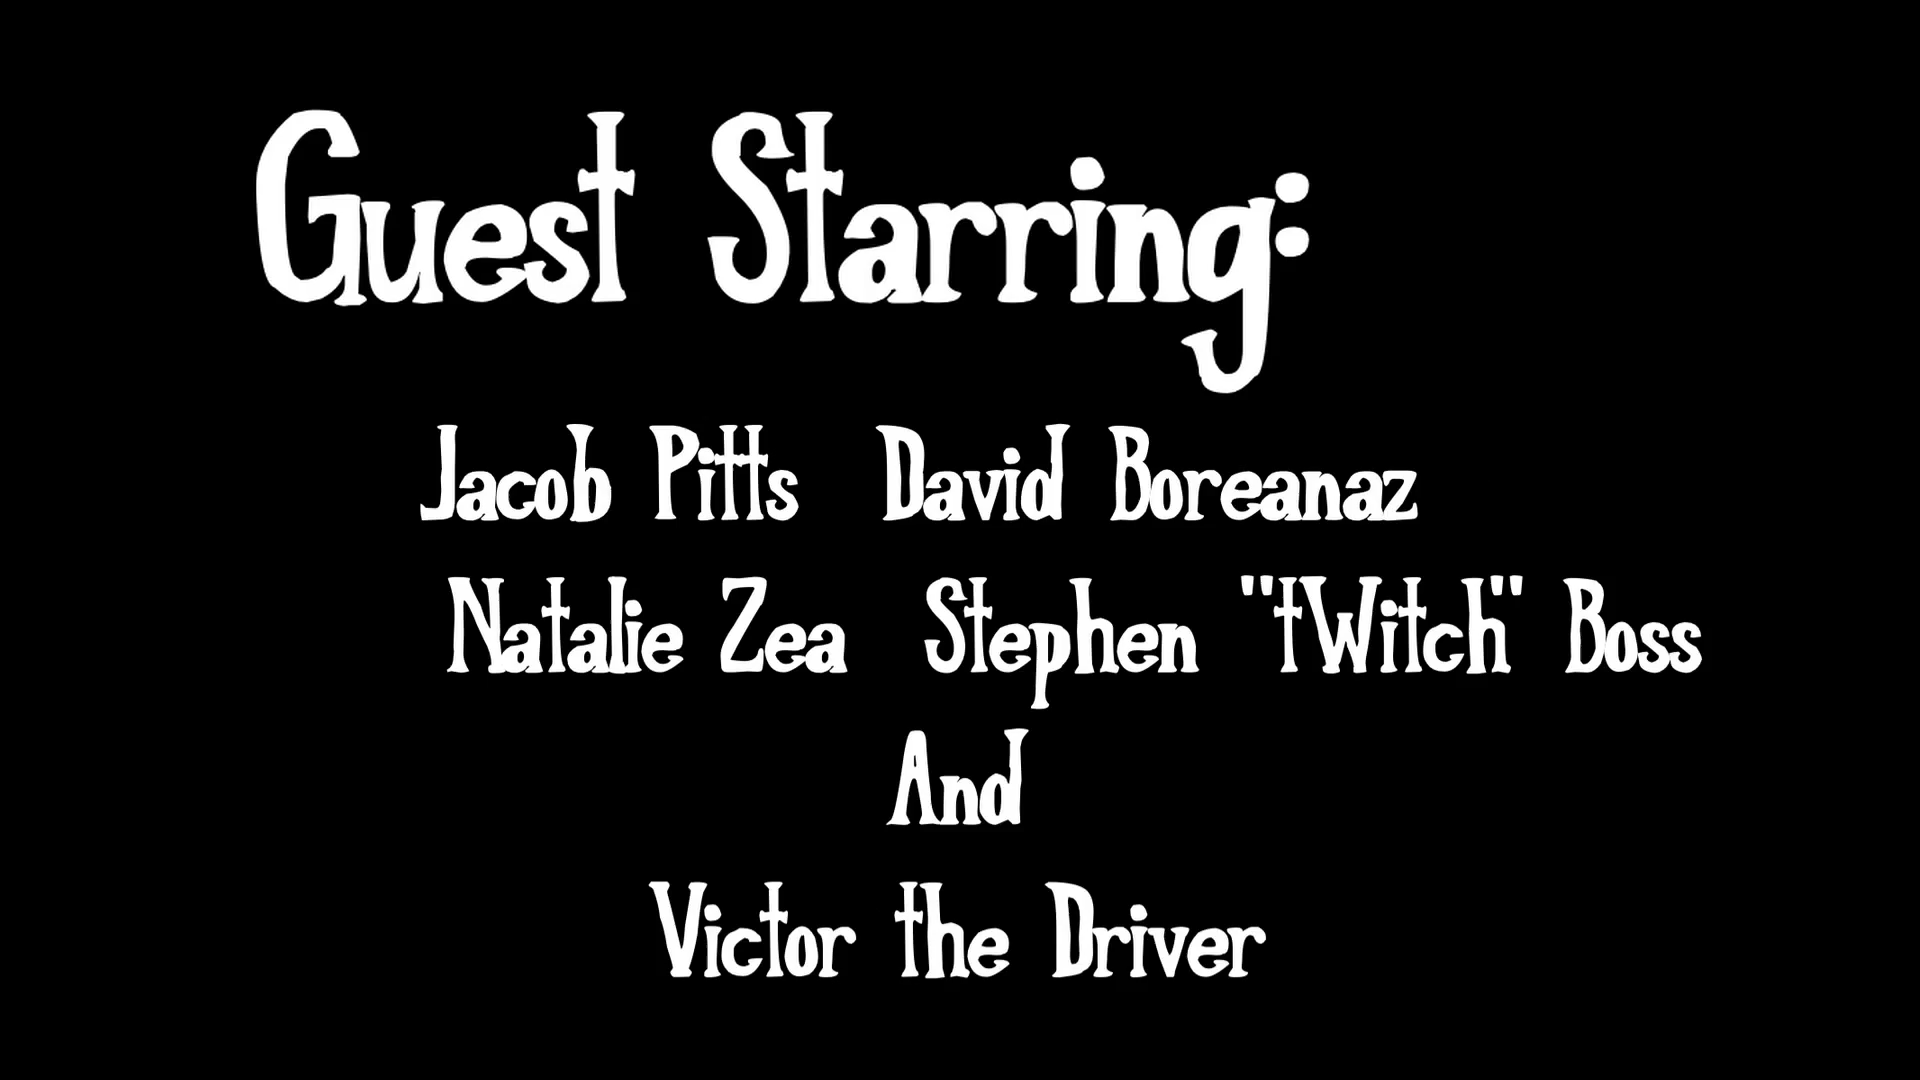 Guest Starring:
Jacob Pitts David Boreanaz
Natalie Zea Stephen "tWitch" Boss
And
Victor the Driver